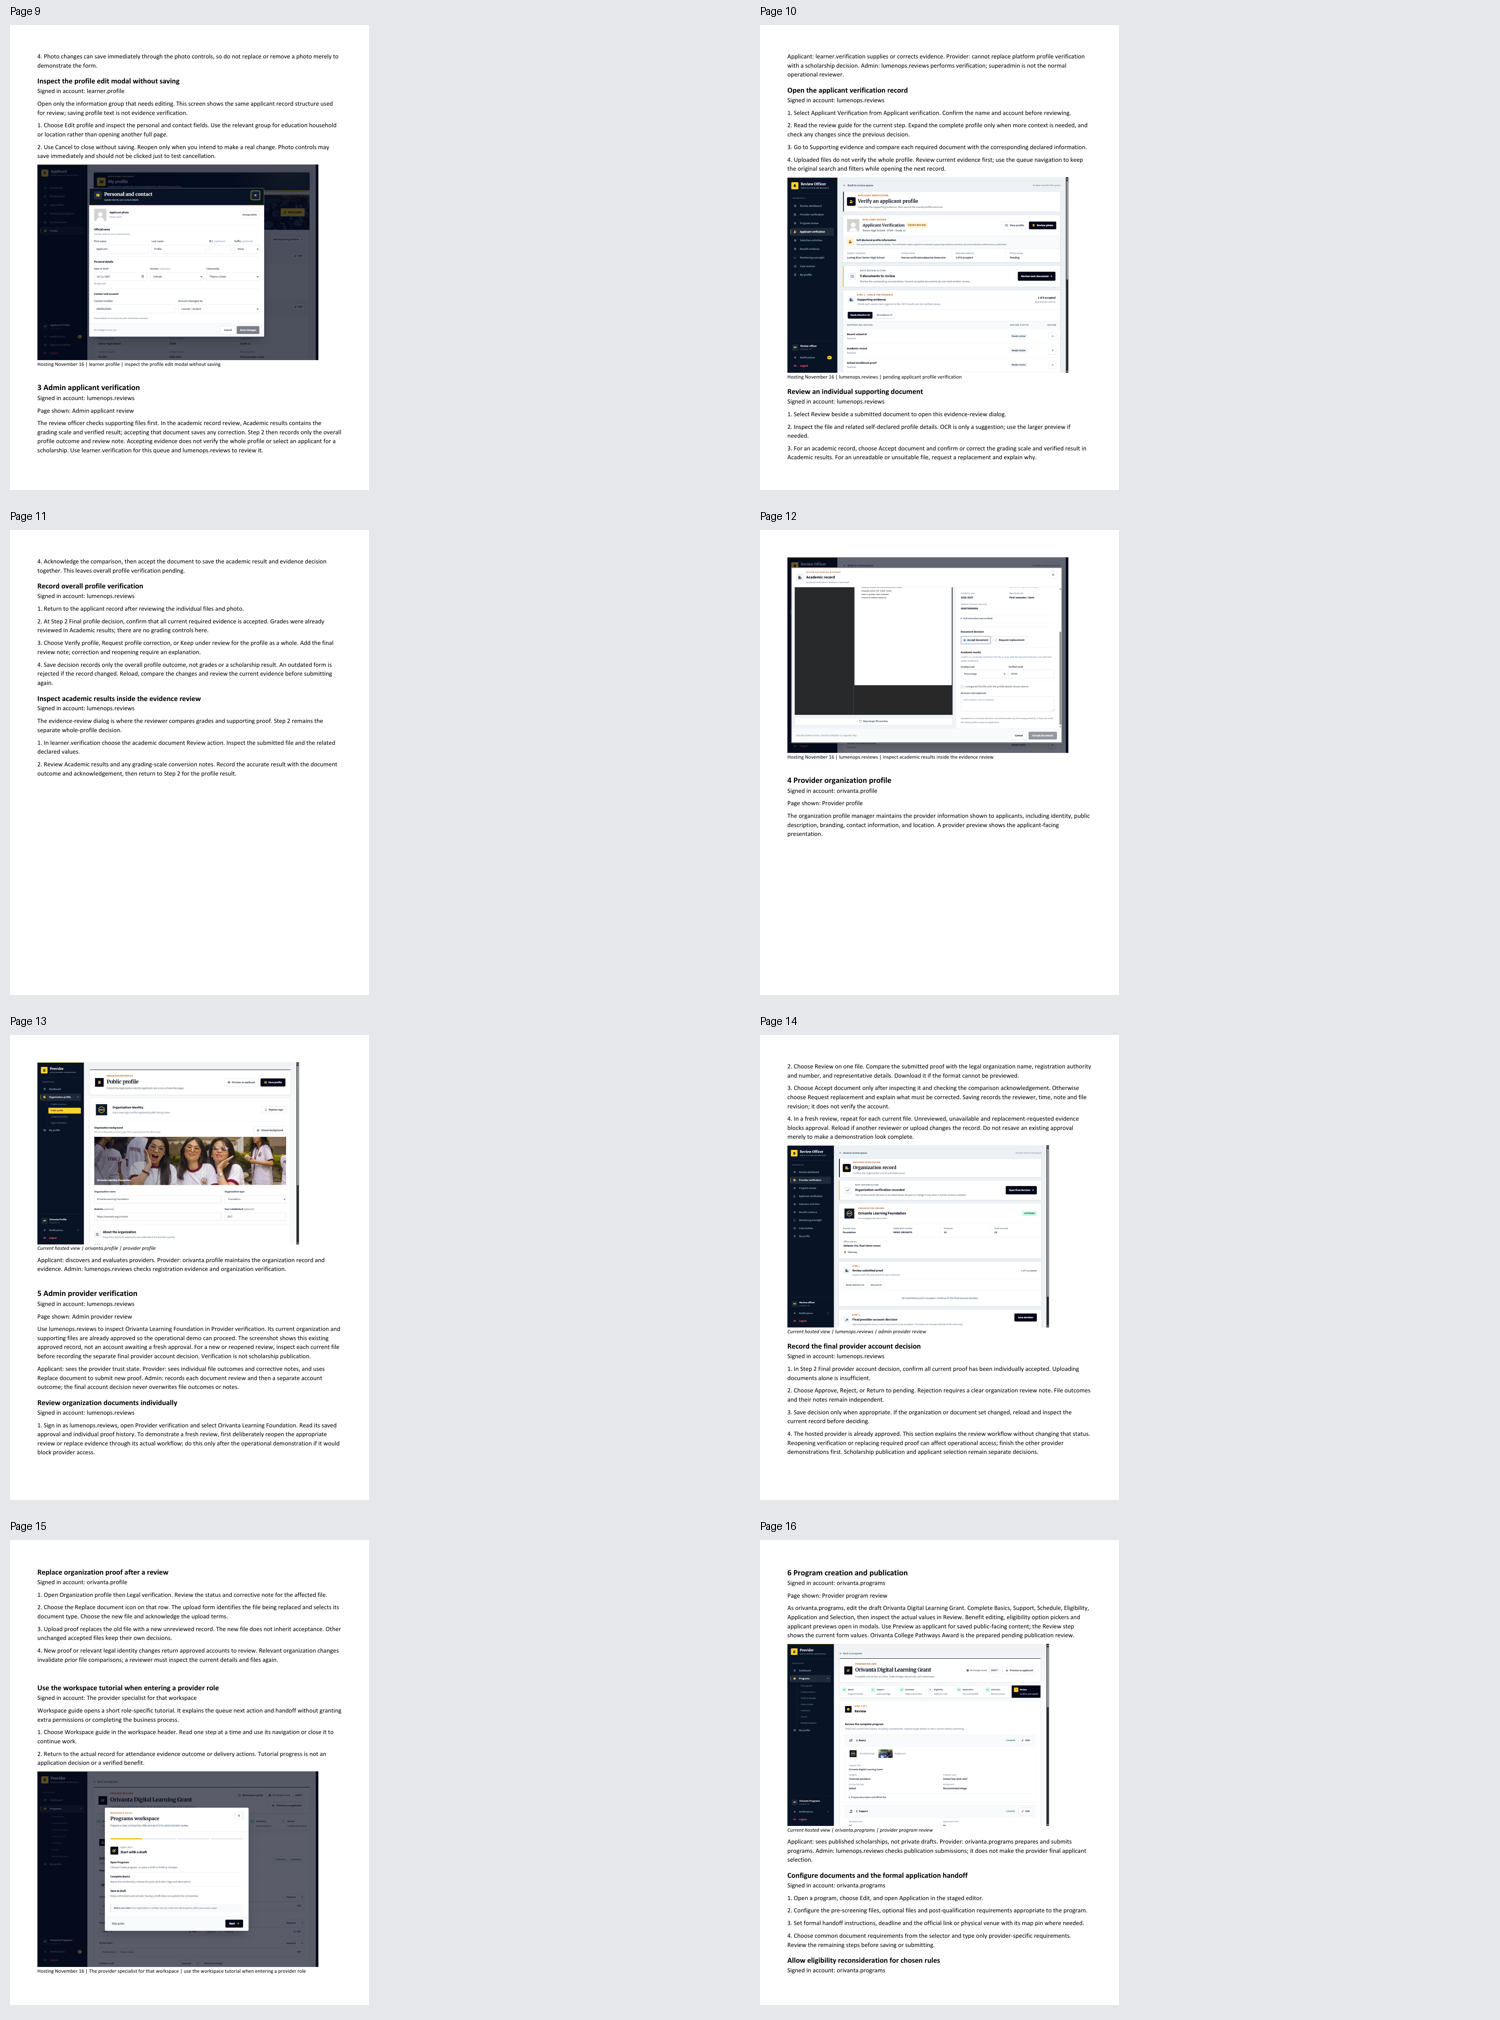 Page 9
4. Photo changes can save immediately through the photo controls, so do not replace or remove a photo merely to
demonstrate the form.
Inspect the profile edit modal without saving
Signed in account: learner.profile
Open only the information group that needs editing. This screen shows the same applicant record structure used
for review; saving profile text is not evidence verification.
1. Choose Edit profile and inspect the personal and contact fields. Use the relevant group for education household
or location rather than opening another full page.
2. Use Cancel to close without saving. Reopen only when you intend to make a real change. Photo controls may
save immediately and should not be clicked just to test cancellation.
Applicant
My profile
Personal and contact
Hosting November 16 | learner.profile | inspect the profile edit modal without saving
3 Admin applicant verification
Signed in account: lumenops.reviews
Page shown: Admin applicant review
The review officer checks supporting files first. In the academic record review, Academic results contains the
grading scale and verified result; accepting that document saves any correction. Step 2 then records only the overall
profile outcome and review note. Accepting evidence does not verify the whole profile or select an applicant for a
scholarship. Use learner.verification for this queue and lumenops.reviews to review it.
Page 10
Applicant: learner.verification supplies or corrects evidence. Provider: cannot replace platform profile verification
with a scholarship decision. Admin: lumenops.reviews performs verification; superadmin is not the normal
operational reviewer.
Open the applicant verification record
Signed in account: lumenops.reviews
1. Select Applicant Verification from Applicant verification. Confirm the name and account before reviewing.
2. Read the review guide for the current step. Expand the complete profile only when more context is needed, and
check any changes since the previous decision.
3. Go to Supporting evidence and compare each required document with the corresponding declared information.
4. Uploaded files do not verify the whole profile. Review current evidence first; use the queue navigation to keep
the original search and filters while opening the next record.
Review Officer
Verify an applicant profile
Applicant Verification
5 documents to review
Supporting evidence
Hosting November 16 | lumenops.reviews | pending applicant profile verification
Review an individual supporting document
Signed in account: lumenops.reviews
1. Select Review beside a submitted document to open this evidence-review dialog.
2. Inspect the file and related self-declared profile details. OCR is only a suggestion; use the larger preview if
needed.
3. For an academic record, choose Accept document and confirm or correct the grading scale and verified result in
Academic results. For an unreadable or unsuitable file, request a replacement and explain why.
Page 11
4. Acknowledge the comparison, then accept the document to save the academic result and evidence decision
together. This leaves overall profile verification pending.
Record overall profile verification
Signed in account: lumenops.reviews
1. Return to the applicant record after reviewing the individual files and photo.
2. At Step 2 Final profile decision, confirm that all current required evidence is accepted. Grades were already
reviewed in Academic results; there are no grading controls here.
3. Choose Verify profile, Request profile correction, or Keep under review for the profile as a whole. Add the final
review note; correction and reopening require an explanation.
4. Save decision records only the overall profile outcome, not grades or a scholarship result. An outdated form is
rejected if the record changed. Reload, compare the changes and review the current evidence before submitting
again.
Inspect academic results inside the evidence review
Signed in account: lumenops.reviews
The evidence-review dialog is where the reviewer compares grades and supporting proof. Step 2 remains the
separate whole-profile decision.
1. In learner.verification choose the academic document Review action. Inspect the submitted file and the related
declared values.
2. Review Academic results and any grading-scale conversion notes. Record the accurate result with the document
outcome and acknowledgement, then return to Step 2 for the profile result.
Page 12
Review Officer
Academic record
Hosting November 16 | lumenops.reviews | inspect academic results inside the evidence review
4 Provider organization profile
Signed in account: orivanta.profile
Page shown: Provider profile
The organization profile manager maintains the provider information shown to applicants, including identity, public
description, branding, contact information, and location. A provider preview shows the applicant-facing
presentation.
Page 13
Provider
Public profile
Organization identity
About the organization
Current hosted view | orivanta.profile | provider profile
Applicant: discovers and evaluates providers. Provider: orivanta.profile maintains the organization record and
evidence. Admin: lumenops.reviews checks registration evidence and organization verification.
5 Admin provider verification
Signed in account: lumenops.reviews
Page shown: Admin provider review
Use lumenops.reviews to inspect Orivanta Learning Foundation in Provider verification. Its current organization and
supporting files are already approved so the operational demo can proceed. The screenshot shows this existing
approved record, not an account awaiting a fresh approval. For a new or reopened review, inspect each current file
before recording the separate final provider account decision. Verification is not scholarship publication.
Applicant: sees the provider trust state. Provider: sees individual file outcomes and corrective notes, and uses
Replace document to submit new proof. Admin: records each document review and then a separate account
outcome; the final account decision never overwrites file outcomes or notes.
Review organization documents individually
Signed in account: lumenops.reviews
1. Sign in as lumenops.reviews, open Provider verification and select Orivanta Learning Foundation. Read its saved
approval and individual proof history. To demonstrate a fresh review, first deliberately reopen the appropriate
review or replace evidence through its actual workflow; do this only after the operational demonstration if it would
block provider access.
Page 14
2. Choose Review on one file. Compare the submitted proof with the legal organization name, registration authority
and number, and representative details. Download it if the format cannot be previewed.
3. Choose Accept document only after inspecting it and checking the comparison acknowledgement. Otherwise
choose Request replacement and explain what must be corrected. Saving records the reviewer, time, note and file
revision; it does not verify the account.
4. In a fresh review, repeat for each current file. Unreviewed, unavailable and replacement-requested evidence
blocks approval. Reload if another reviewer or upload changes the record. Do not resave an existing approval
merely to make a demonstration look complete.
Review Officer
Organization record
Organization verification recorded
Orivanta Learning Foundation
Review submitted proof
Final provider account decision
Current hosted view | lumenops.reviews | admin provider review
Record the final provider account decision
Signed in account: lumenops.reviews
1. In Step 2 Final provider account decision, confirm all current proof has been individually accepted. Uploading
documents alone is insufficient.
2. Choose Approve, Reject, or Return to pending. Rejection requires a clear organization review note. File outcomes
and their notes remain independent.
3. Save decision only when appropriate. If the organization or document set changed, reload and inspect the
current record before deciding.
4. The hosted provider is already approved. This section explains the review workflow without changing that status.
Reopening verification or replacing required proof can affect operational access; finish the other provider
demonstrations first. Scholarship publication and applicant selection remain separate decisions.
Page 15
Replace organization proof after a review
Signed in account: orivanta.profile
1. Open Organization profile then Legal verification. Review the status and corrective note for the affected file.
2. Choose the Replace document icon on that row. The upload form identifies the file being replaced and selects its
document type. Choose the new file and acknowledge the upload terms.
3. Upload proof replaces the old file with a new unreviewed record. The new file does not inherit acceptance. Other
unchanged accepted files keep their own decisions.
4. New proof or relevant legal identity changes return approved accounts to review. Relevant organization changes
invalidate prior file comparisons; a reviewer must inspect the current details and files again.
Use the workspace tutorial when entering a provider role
Signed in account: The provider specialist for that workspace
Workspace guide opens a short role-specific tutorial. It explains the queue next action and handoff without granting
extra permissions or completing the business process.
1. Choose Workspace guide in the workspace header. Read one step at a time and use its navigation or close it to
continue work.
2. Return to the actual record for attendance evidence outcome or delivery actions. Tutorial progress is not an
application decision or a verified benefit.
Provider
Orivanta Digital Learning Grant
Programs workspace
Start with a draft
Hosting November 16 | The provider specialist for that workspace | use the workspace tutorial when entering a provider role
Page 16
6 Program creation and publication
Signed in account: orivanta.programs
Page shown: Provider program review
As orivanta.programs, edit the draft Orivanta Digital Learning Grant. Complete Basics, Support, Schedule, Eligibility,
Application and Selection, then inspect the actual values in Review. Benefit editing, eligibility option pickers and
applicant previews open in modals. Use Preview as applicant for saved public-facing content; the Review step
shows the current form values. Orivanta College Pathways Award is the prepared pending publication review.
Provider
Orivanta Digital Learning Grant
Review
Current hosted view | orivanta.programs | provider program review
Applicant: sees published scholarships, not private drafts. Provider: orivanta.programs prepares and submits
programs. Admin: lumenops.reviews checks publication submissions; it does not make the provider final applicant
selection.
Configure documents and the formal application handoff
Signed in account: orivanta.programs
1. Open a program, choose Edit, and open Application in the staged editor.
2. Configure the pre-screening files, optional files and post-qualification requirements appropriate to the program.
3. Set formal handoff instructions, deadline and the official link or physical venue with its map pin where needed.
4. Choose common document requirements from the selector and type only provider-specific requirements.
Review the remaining steps before saving or submitting.
Allow eligibility reconsideration for chosen rules
Signed in account: orivanta.programs